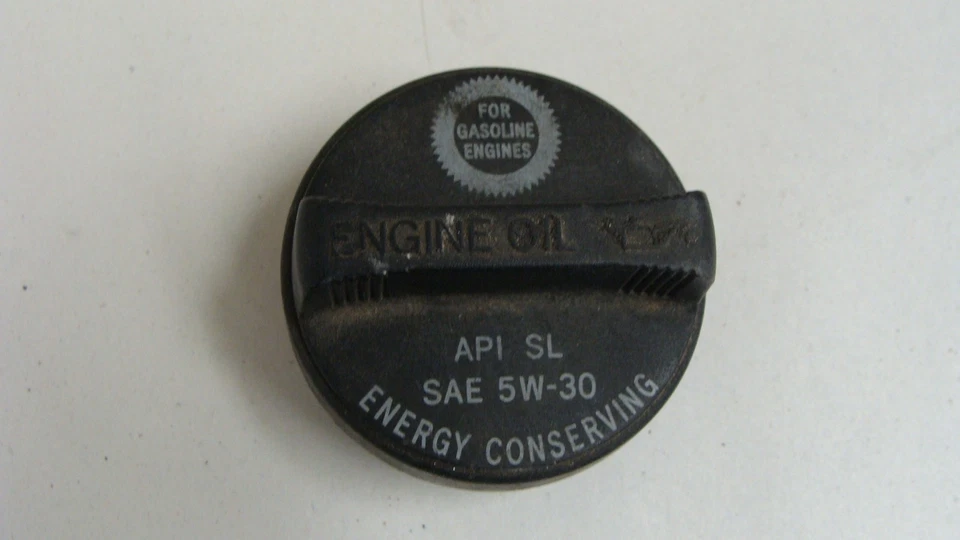 FOR
GASOLINE
ENGINES
ENGINE OIL
API SL
SAE 5W-30
ENERGY CONSERVING